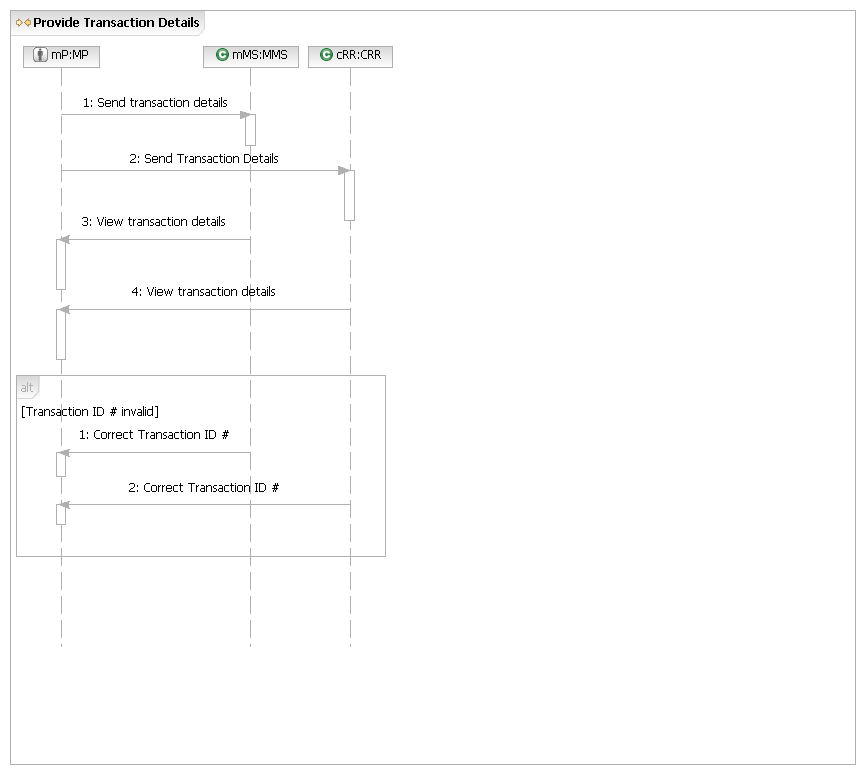 Provide Transaction Details
mP:MP
mMS:MMS
cRR:CRR
1: Send transaction details
2: Send Transaction Details
3: View transaction details
4: View transaction details
alt
[Transaction ID # invalid]
1: Correct Transaction ID #
2: Correct Transaction ID #